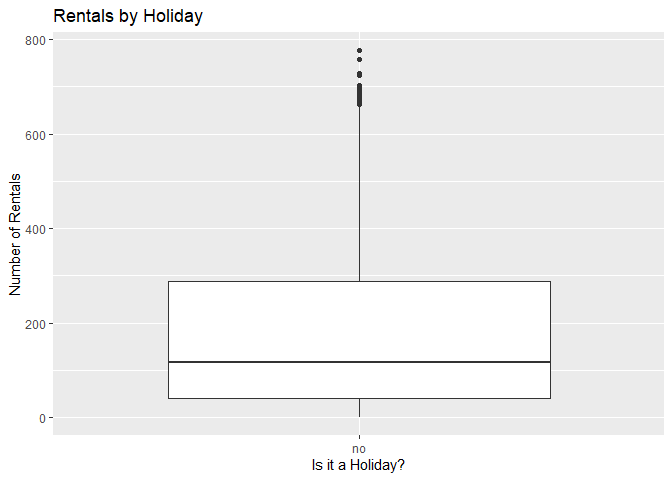 Rentals by Holiday
800
600
400
200
0
Number of Rentals
no
Is it a Holiday?